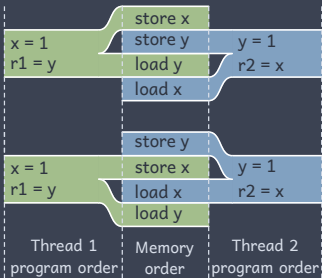 store x
store y
load y
load x
x = 1
r1 = y
y = 1
r2 = x
store y
store x
load x
load y
x = 1
r1 = y
y = 1
r2 = x
Thread 1
program order
Memory
order
Thread 2
program order